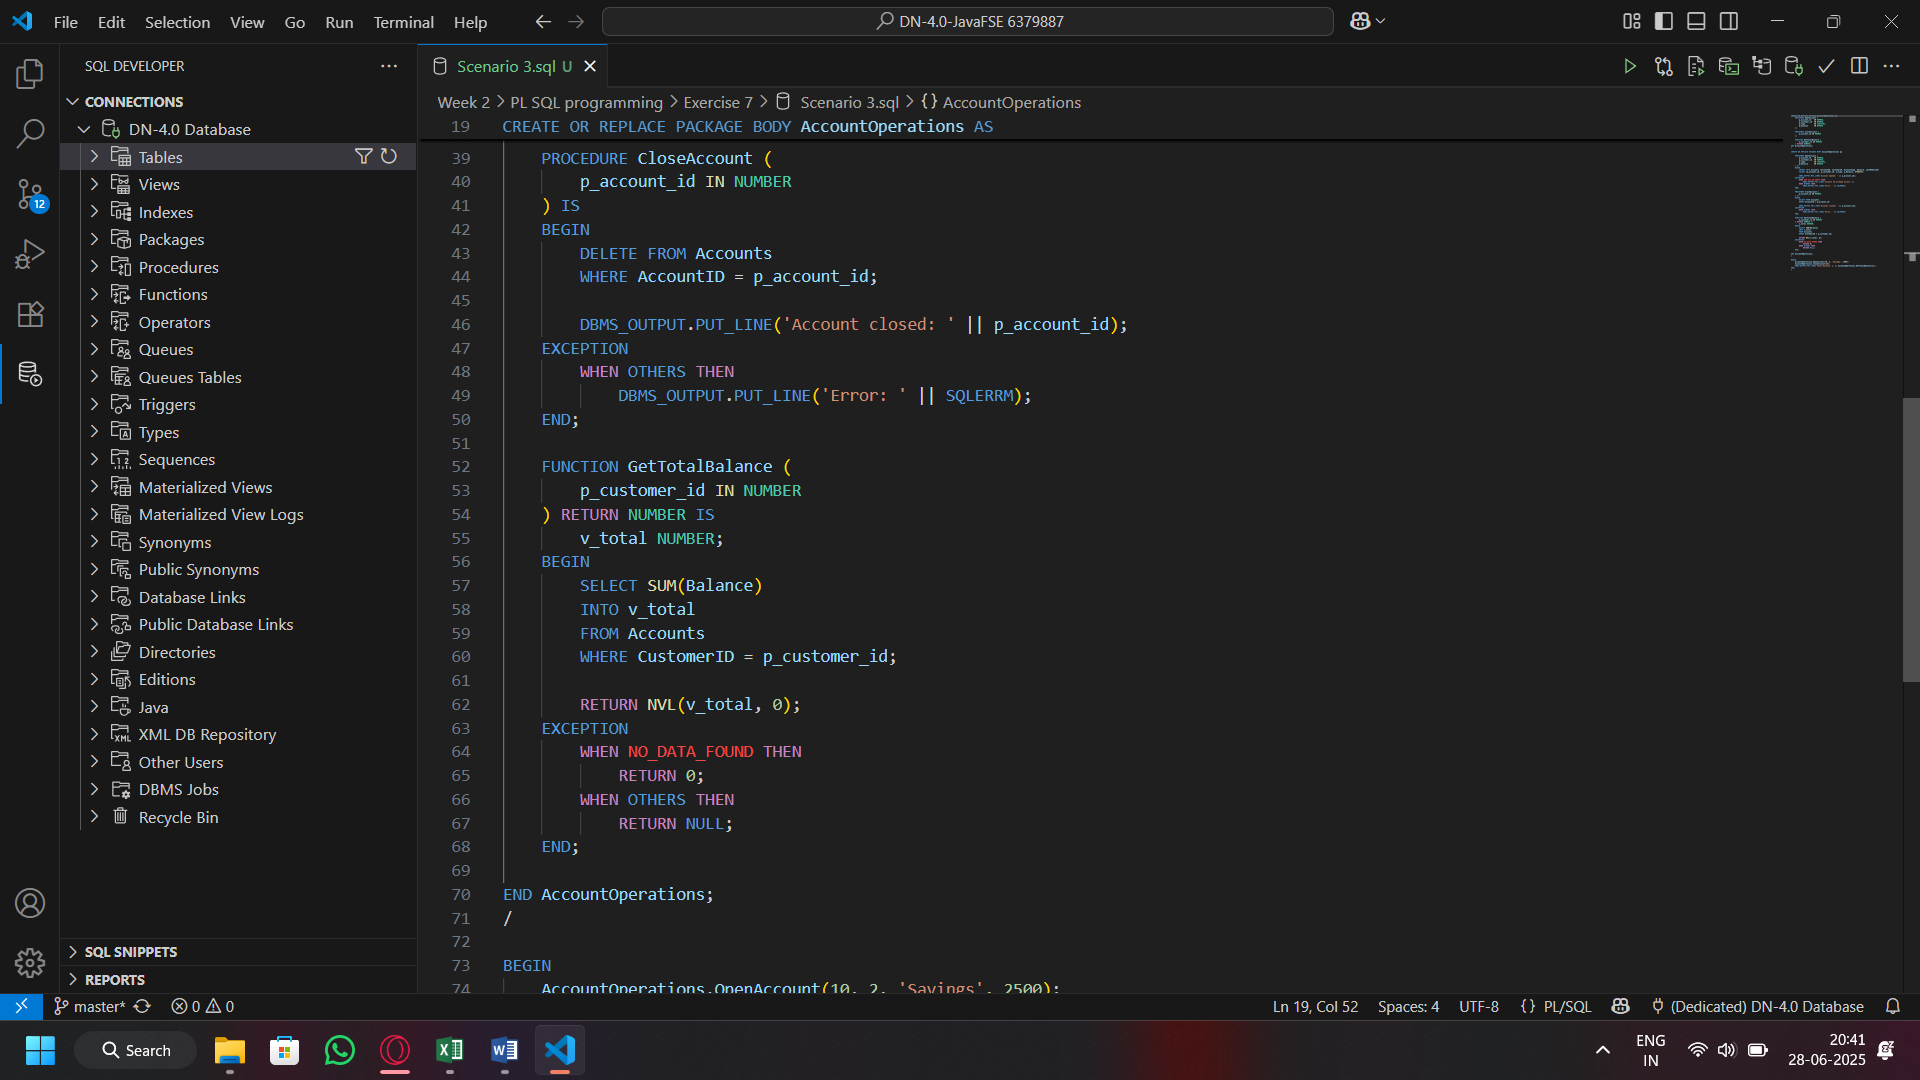 File Edit Selection View Go Run Terminal Help
DN-4.0-JavaFSE 6379887
SQL DEVELOPER
CONNECTIONS
DN-4.0 Database
Tables
Views
Indexes
Packages
Procedures
Functions
Operators
Queues
Queues Tables
Triggers
Types
Sequences
Materialized Views
Materialized View Logs
Synonyms
Public Synonyms
Database Links
Public Database Links
Directories
Editions
Java
XML DB Repository
Other Users
DBMS Jobs
Recycle Bin
SQL SNIPPETS
REPORTS
12
Scenario 3.sql U
Week 2 > PL SQL programming > Exercise 7 > Scenario 3.sql > {} AccountOperations
19 CREATE OR REPLACE PACKAGE BODY AccountOperations AS
39 PROCEDURE CloseAccount (
40 p_account_id IN NUMBER
41 ) IS
42 BEGIN
43 DELETE FROM Accounts
44 WHERE AccountID = p_account_id;
45
46 DBMS_OUTPUT.PUT_LINE('Account closed: ' || p_account_id);
47 EXCEPTION
48 WHEN OTHERS THEN
49 DBMS_OUTPUT.PUT_LINE('Error: ' || SQLERRM);
50 END;
51
52 FUNCTION GetTotalBalance (
53 p_customer_id IN NUMBER
54 ) RETURN NUMBER IS
55 v_total NUMBER;
56 BEGIN
57 SELECT SUM(Balance)
58 INTO v_total
59 FROM Accounts
60 WHERE CustomerID = p_customer_id;
61
62 RETURN NVL(v_total, 0);
63 EXCEPTION
64 WHEN NO_DATA_FOUND THEN
65 RETURN 0;
66 WHEN OTHERS THEN
67 RETURN NULL;
68 END;
69
70 END AccountOperations;
71 /
72
73 BEGIN
74 AccountOperations.OpenAccount(10, 2, 'Savings', 2500);
master* 0 0
Ln 19, Col 52 Spaces: 4 UTF-8 {} PL/SQL (Dedicated) DN-4.0 Database
Search
ENG
IN
20:41
28-06-2025